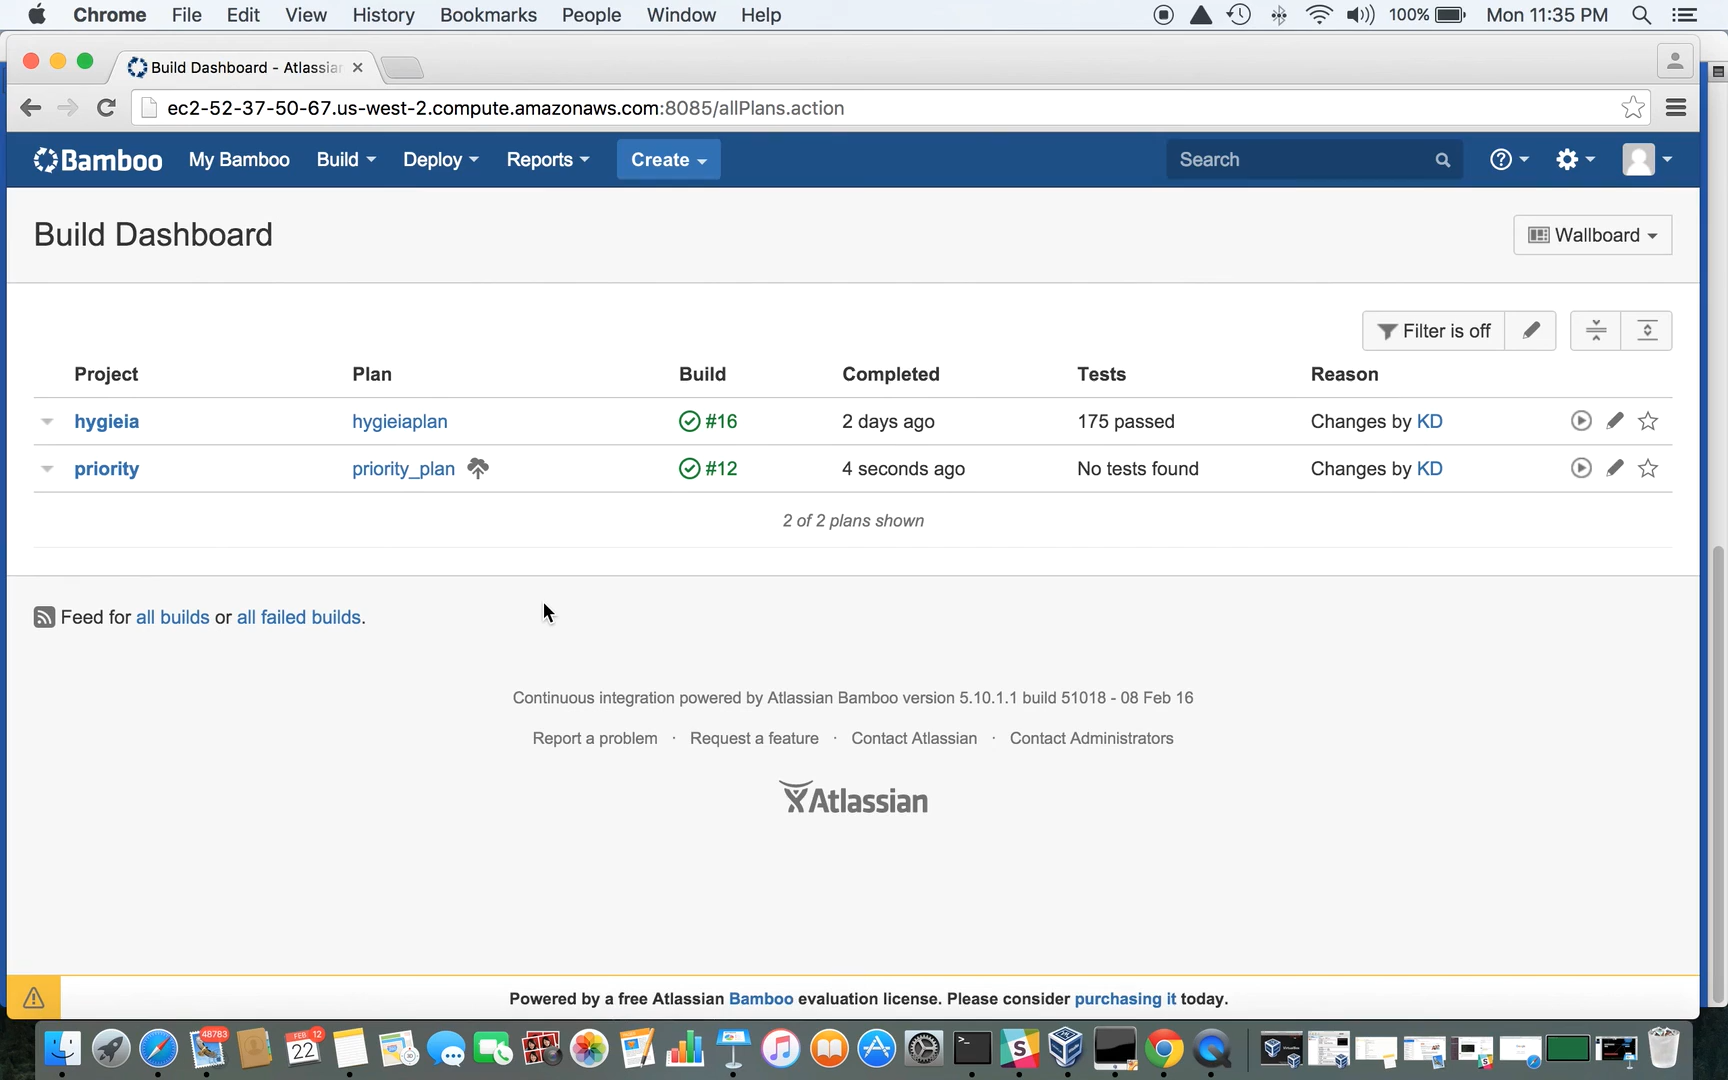 Chrome File Edit View History Bookmarks People Window Help 100% Mon 11:35 PM
Build Dashboard - Atlassian
ec2-52-37-50-67.us-west-2.compute.amazonaws.com:8085/allPlans.action
Bamboo My Bamboo Build Deploy Reports Create Search
Build Dashboard
Wallboard
Filter is off
Project Plan Build Completed Tests Reason
hygieia hygieiaplan #16 2 days ago 175 passed Changes by KD
priority priority_plan #12 4 seconds ago No tests found Changes by KD
2 of 2 plans shown
Feed for all builds or all failed builds.
Continuous integration powered by Atlassian Bamboo version 5.10.1.1 build 51018 - 08 Feb 16
Report a problem · Request a feature · Contact Atlassian · Contact Administrators
Atlassian
Powered by a free Atlassian Bamboo evaluation license. Please consider purchasing it today.
48783
FEB 12
22